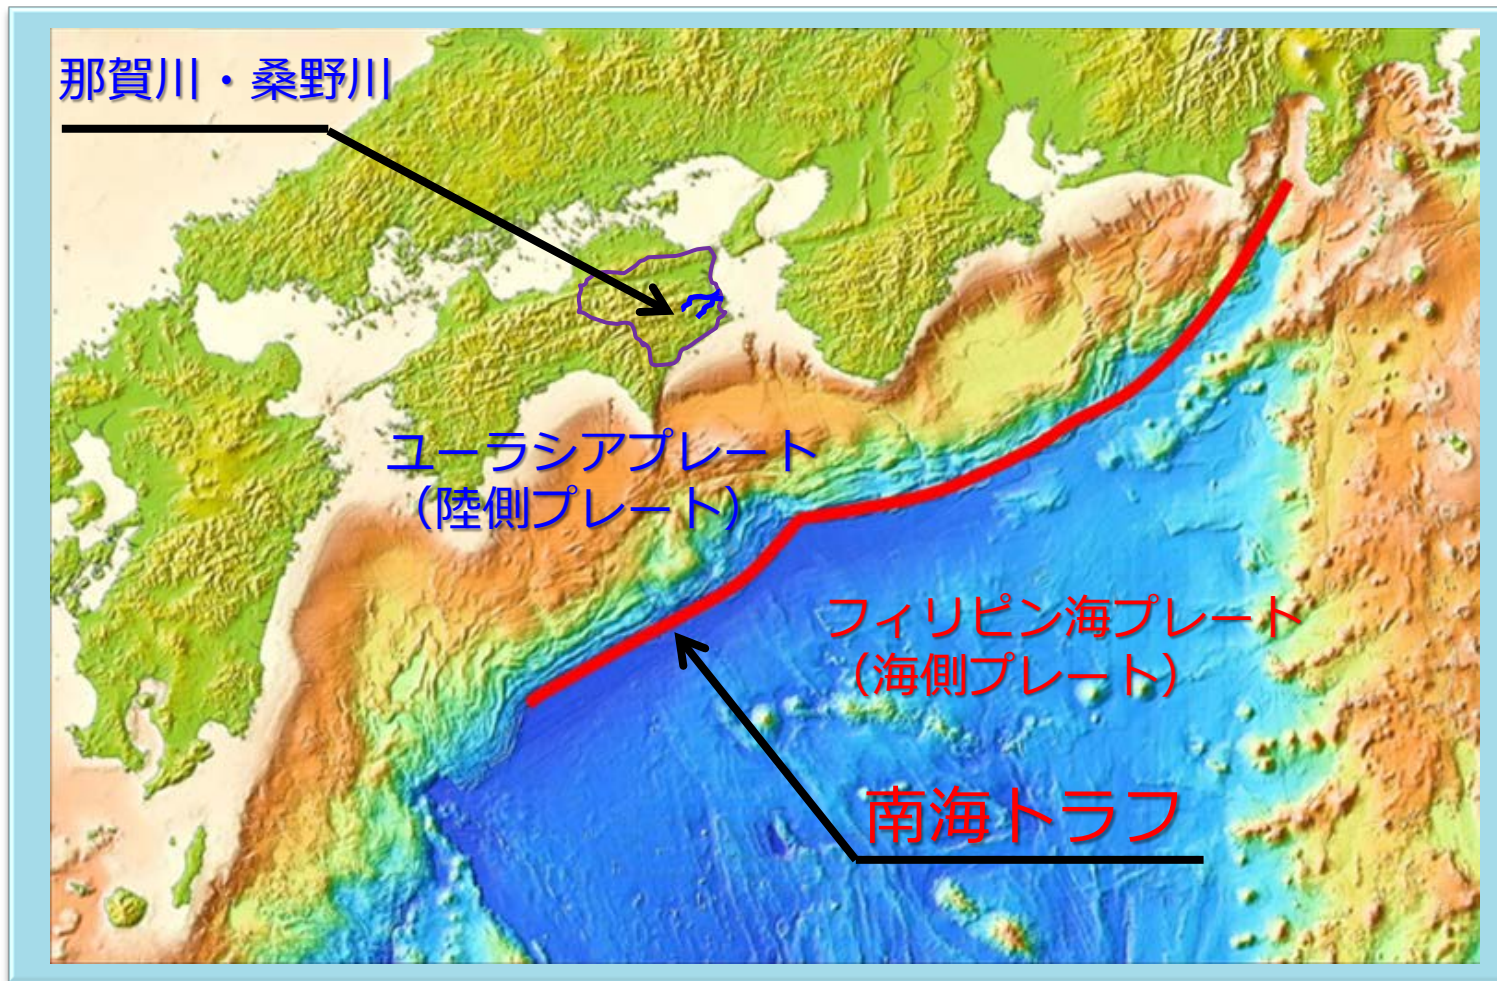 那賀川・桑野川
ユーラシアプレート
（陸側プレート）
フィリピン海プレート
（海側プレート）
南海トラフ